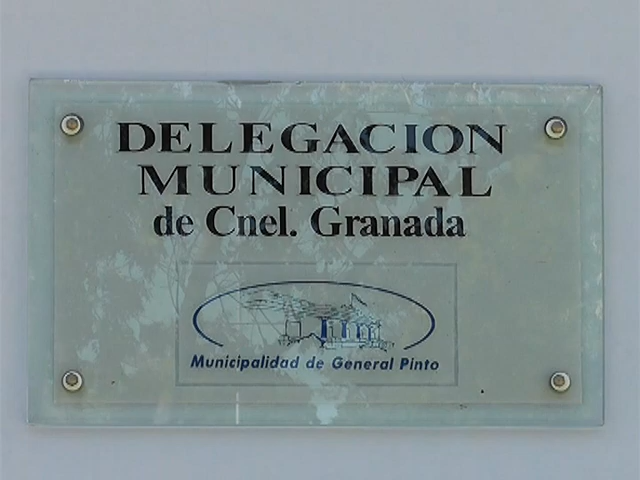 DELEGACION
MUNICIPAL
de Cnel. Granada
Municipalidad de General Pinto